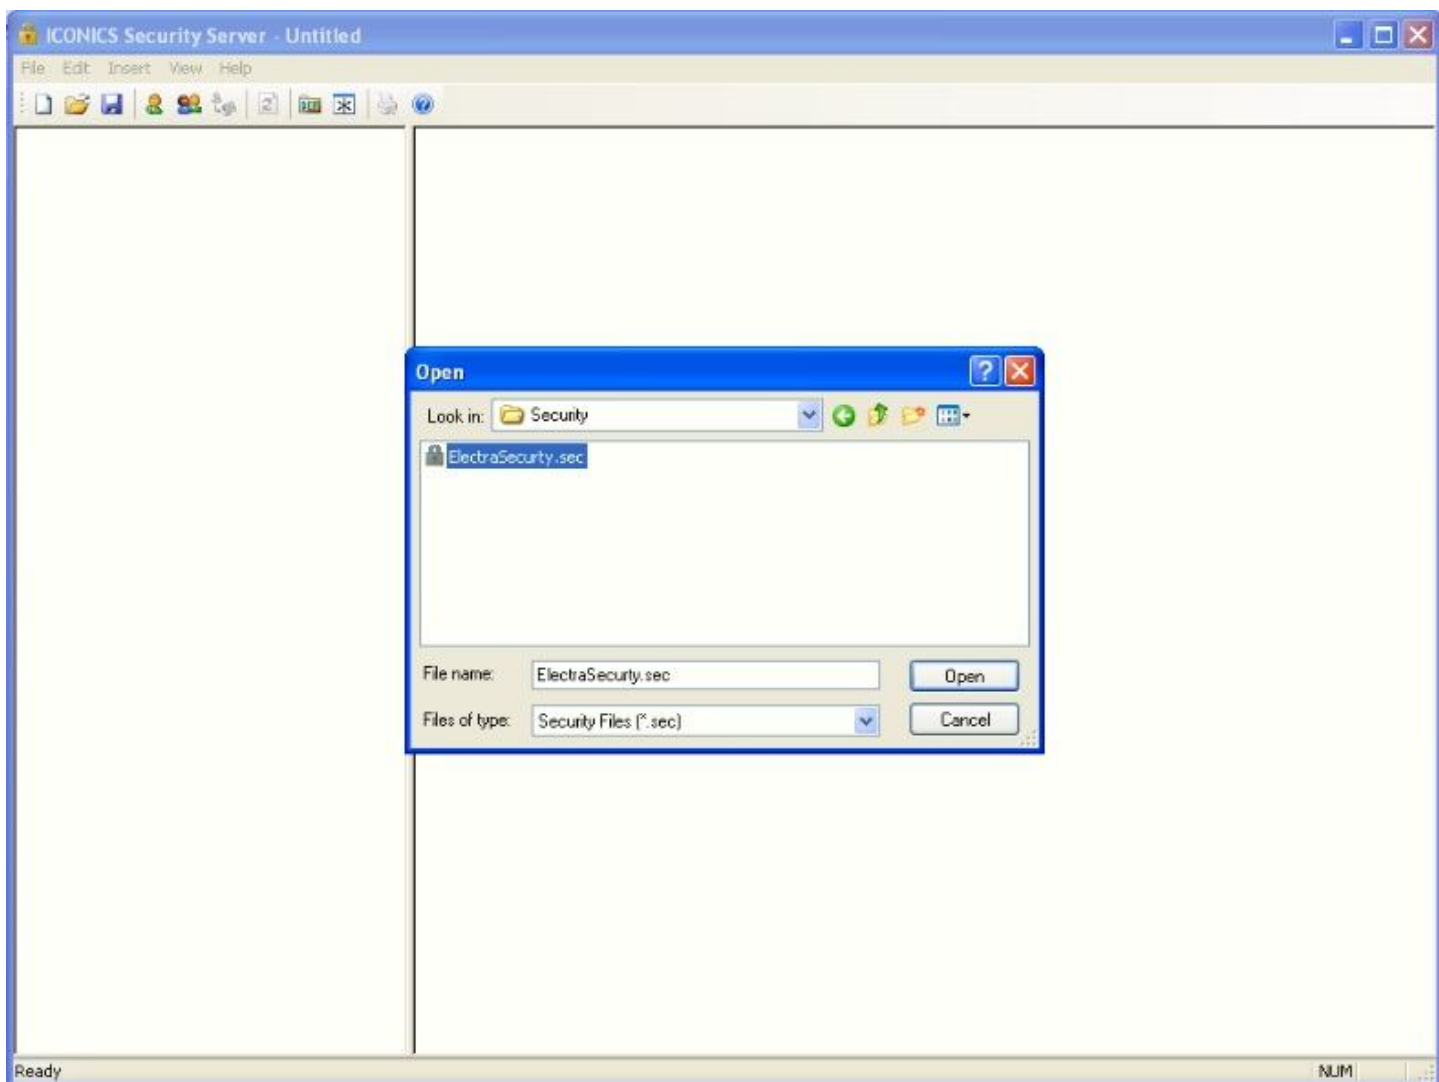 ICONICS Security Server - Untitled
File Edit Insert View Help
Open
Look in: Security
ElectraSecurty.sec
File name: ElectraSecurty.sec Open
Files of type: Security Files (*.sec) Cancel
Ready NUM